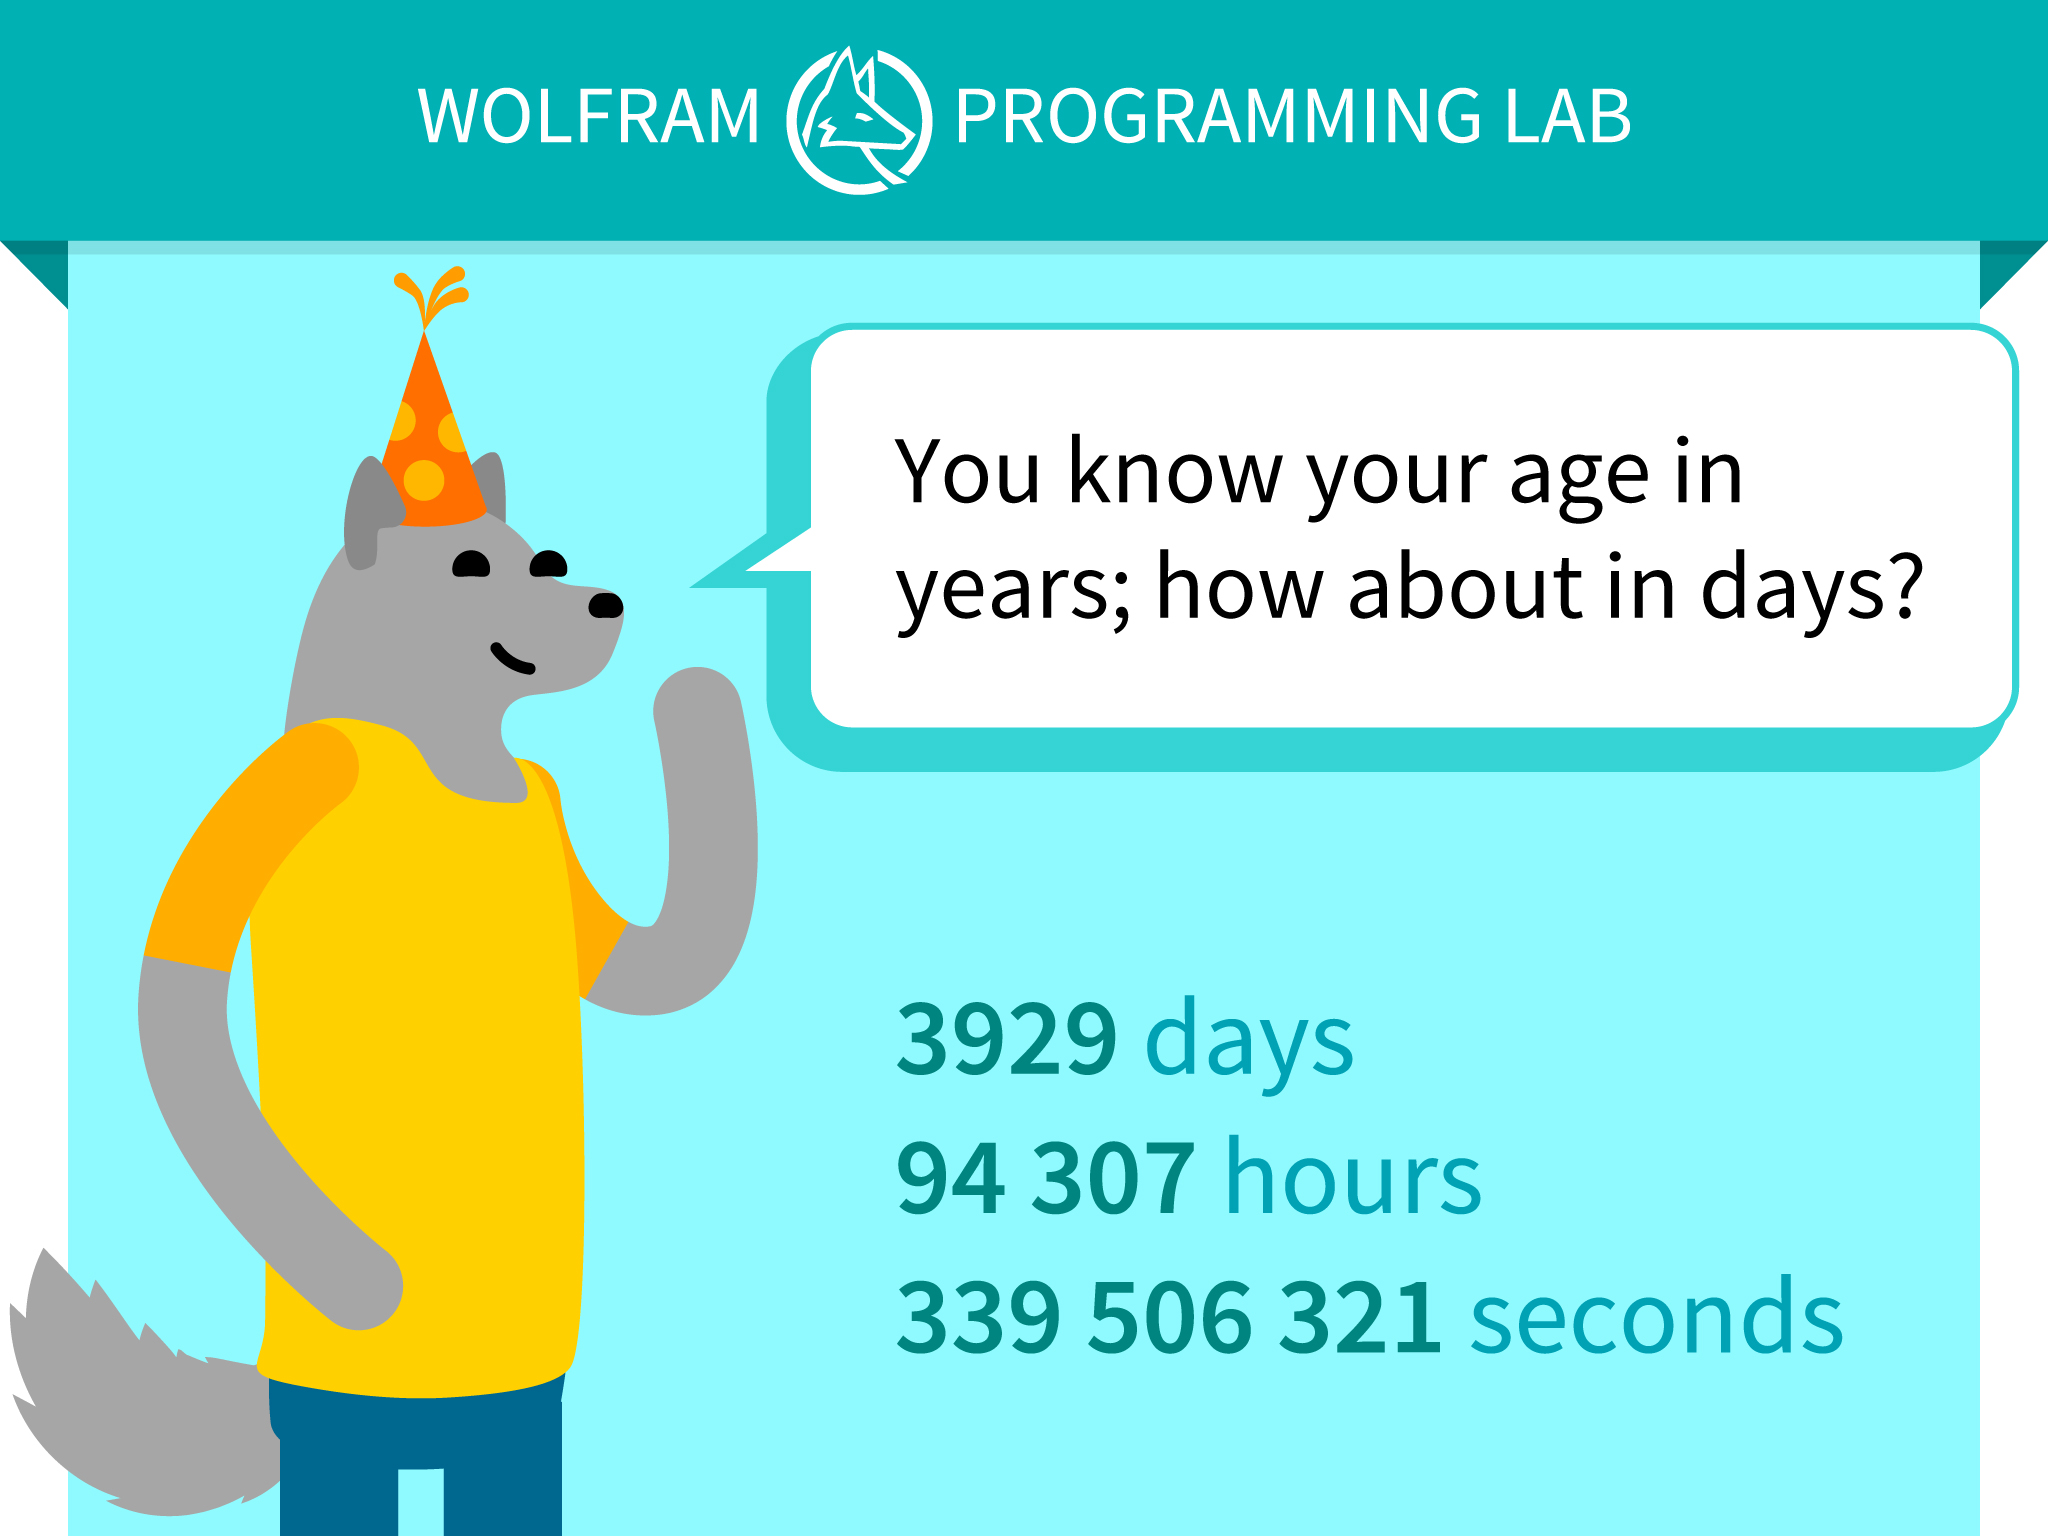 WOLFRAM PROGRAMMING LAB
You know your age in
years; how about in days?
3929 days
94 307 hours
339 506 321 seconds